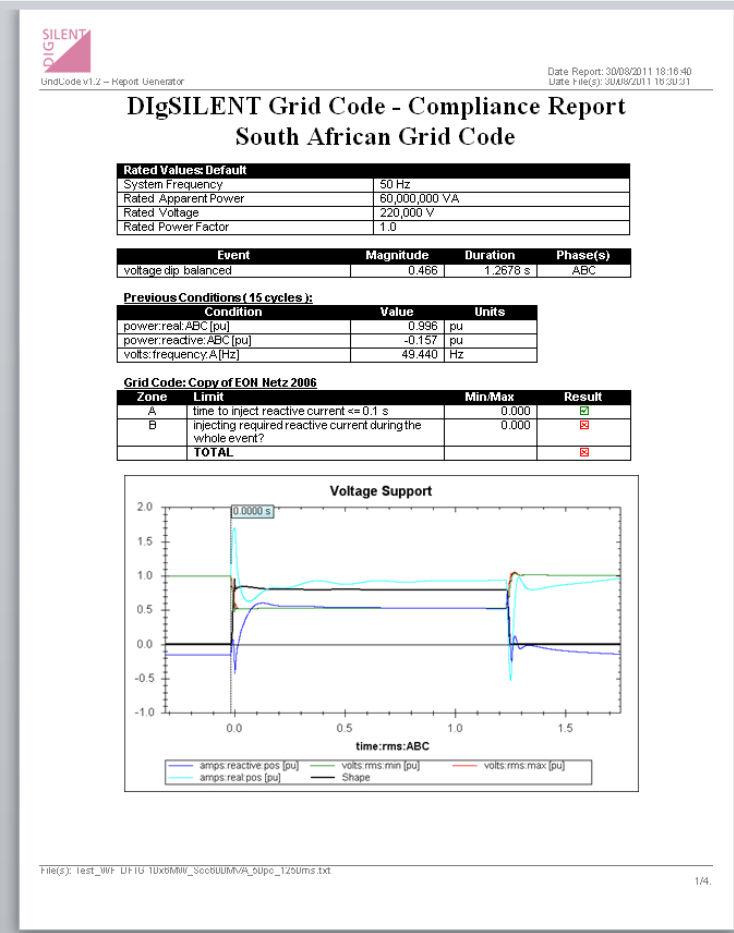 DIgSILENT
GridCode v1.2 – Report Generator
Date Report: 30/08/2011 18:16:40
Date File(s): 30/08/2011 16:30:31
DIgSILENT Grid Code - Compliance Report
South African Grid Code
Rated Values: Default
System Frequency 50 Hz
Rated Apparent Power 60,000,000 VA
Rated Voltage 220,000 V
Rated Power Factor 1.0
Event Magnitude Duration Phase(s)
voltage dip balanced 0.466 1.2678 s ABC
Previous Conditions ( 15 cycles ):
Condition Value Units
power:real:ABC [pu] 0.996 pu
power:reactive:ABC [pu] -0.157 pu
volts:frequency:A [Hz] 49.440 Hz
Grid Code: Copy of EON Netz 2006
Zone Limit Min/Max Result
A time to inject reactive current <= 0.1 s 0.000
B injecting required reactive current during the 0.000
whole event?
TOTAL
Voltage Support
2.0
0.0000 s
1.5
1.0
0.5
0.0
-0.5
-1.0
0.0 0.5 1.0 1.5
time:rms:ABC
amps:reactive:pos [pu] volts:rms:min [pu] volts:rms:max [pu]
amps:real:pos [pu] Shape
File(s): Test_WF DFIG 10x6MW_Scc600MVA_50pc_1250ms.txt
1/4.